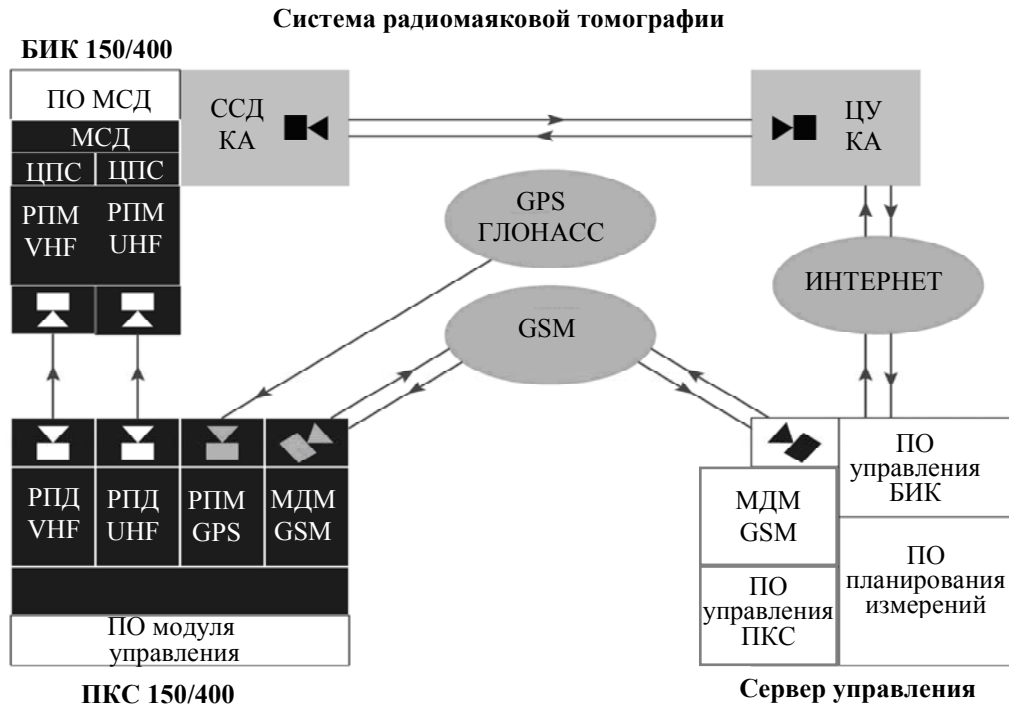 Система радиомаяковой томографии
БИК 150/400
ПО МСД
МСД
ЦПС
ЦПС
РПМ
VHF
РПМ
UHF
ССД
КА
ЦУ
КА
GPS
ГЛОНАСС
ИНТЕРНЕТ
GSM
РПД
VHF
РПД
UHF
РПМ
GPS
МДМ
GSM
ПО модуля
управления
ПКС 150/400
МДМ
GSM
ПО
управления
ПКС
ПО
управления
БИК
ПО
планирования
измерений
Сервер управления